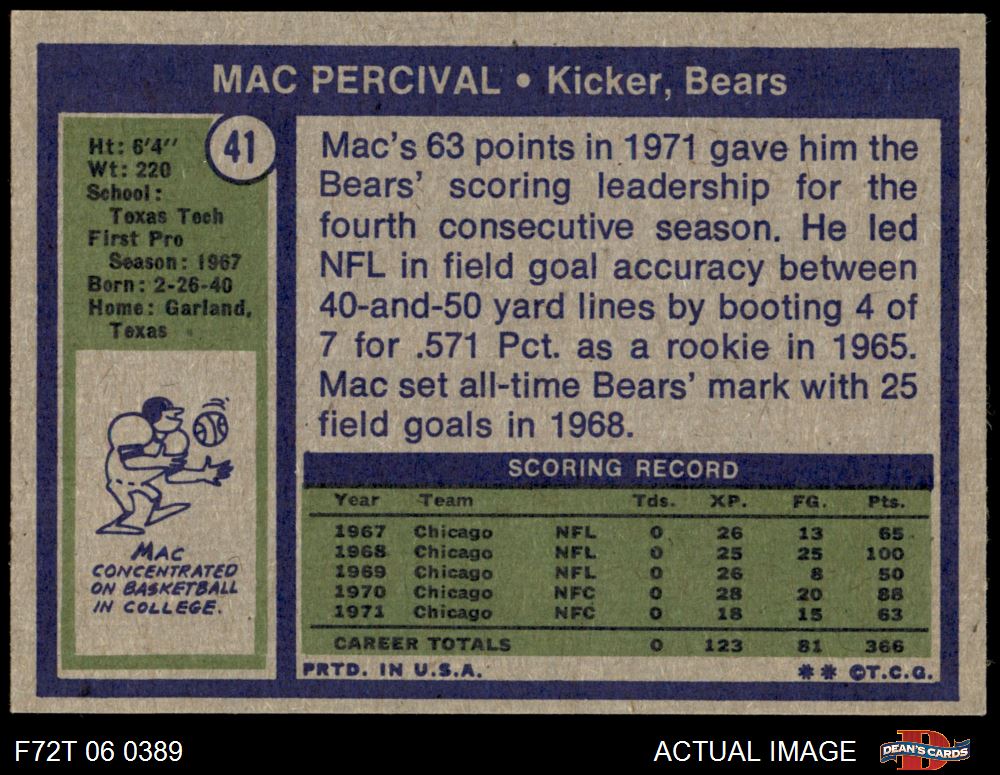 MAC PERCIVAL • Kicker, Bears
41
Ht: 6'4''
Wt: 220
School:
Texas Tech
First Pro
Season: 1967
Born: 2-26-40
Home: Garland,
Texas
MAC
CONCENTRATED
ON BASKETBALL
IN COLLEGE.
Mac's 63 points in 1971 gave him the
Bears' scoring leadership for the
fourth consecutive season. He led
NFL in field goal accuracy between
40-and-50 yard lines by booting 4 of
7 for .571 Pct. as a rookie in 1965.
Mac set all-time Bears' mark with 25
field goals in 1968.
SCORING RECORD
Year Team Tds. XP. FG. Pts.
1967 Chicago NFL 0 26 13 65
1968 Chicago NFL 0 25 25 100
1969 Chicago NFL 0 26 8 50
1970 Chicago NFC 0 28 20 88
1971 Chicago NFC 0 18 15 63
CAREER TOTALS 0 123 81 366
PRTD. IN U.S.A. ** ©T.C.G.
F72T 06 0389 ACTUAL IMAGE D DEAN'S CARDS